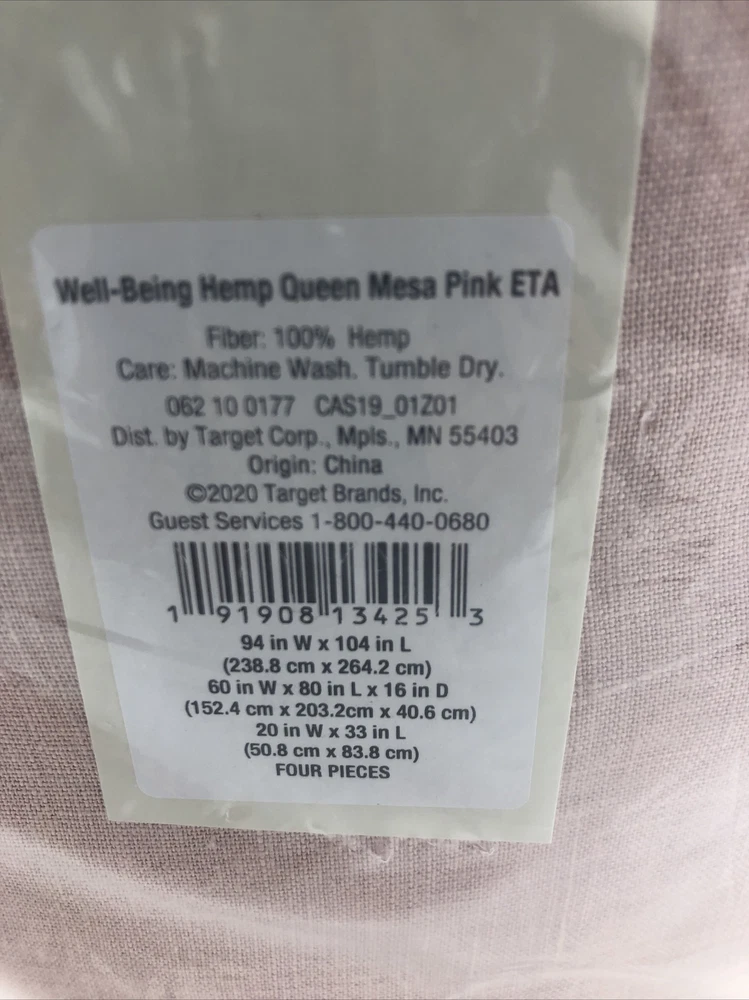 Well-Being Hemp Queen Mesa Pink ETA
Fiber: 100% Hemp
Care: Machine Wash. Tumble Dry.
062 10 0177 CAS19_01Z01
Dist. by Target Corp., Mpls., MN 55403
Origin: China
©2020 Target Brands, Inc.
Guest Services 1-800-440-0680
1 91908 13425 3
94 in W x 104 in L
(238.8 cm x 264.2 cm)
60 in W x 80 in L x 16 in D
(152.4 cm x 203.2cm x 40.6 cm)
20 in W x 33 in L
(50.8 cm x 83.8 cm)
FOUR PIECES